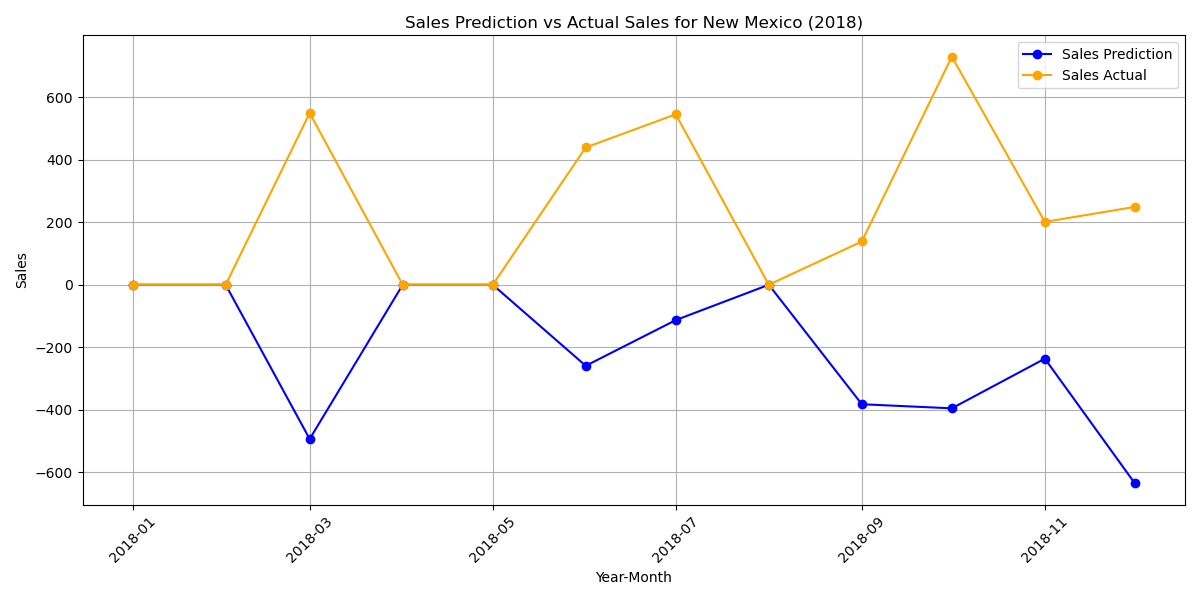 Sales Prediction vs Actual Sales for New Mexico (2018)
Sales Prediction
Sales Actual
600
400
200
0
−200
−400
−600
Sales
2018-01
2018-03
2018-05
2018-07
2018-09
2018-11
Year-Month